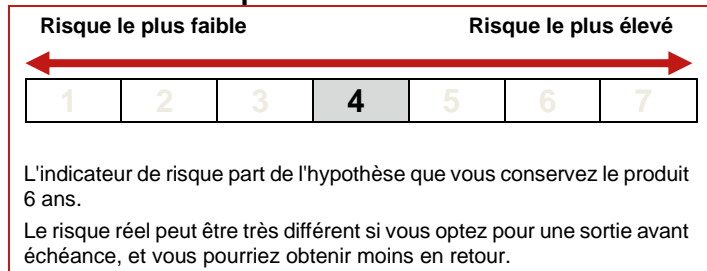 Risque le plus faible Risque le plus élevé
1 2 3 4 5 6 7
L'indicateur de risque part de l'hypothèse que vous conservez le produit
6 ans.
Le risque réel peut être très différent si vous optez pour une sortie avant
échéance, et vous pourriez obtenir moins en retour.